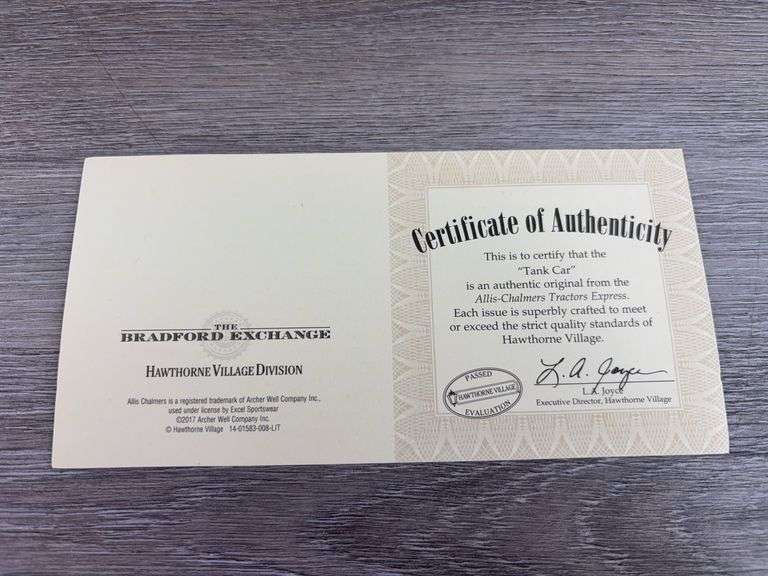 THE
BRADFORD EXCHANGE
HAWTHORNE VILLAGE DIVISION
Allis Chalmers is a registered trademark of Archer Well Company Inc.,
used under license by Excel Sportswear
©2017 Archer Well Company Inc.
© Hawthorne Village 14-01583-008-LIT
Certificate of Authenticity
This is to certify that the
"Tank Car"
is an authentic original from the
Allis-Chalmers Tractors Express.
Each issue is superbly crafted to meet
or exceed the strict quality standards of
Hawthorne Village.
L. A. Joyce
L.A. Joyce
Executive Director, Hawthorne Village
PASSED
HAWTHORNE VILLAGE
EVALUATION